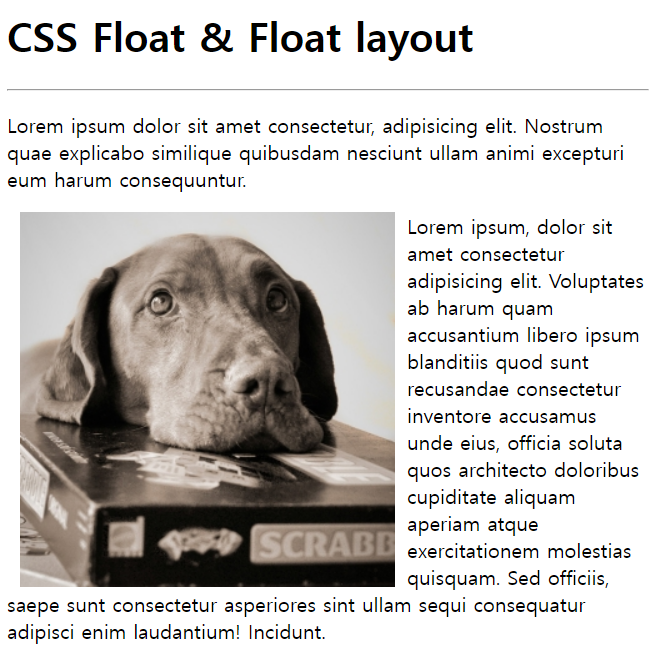 CSS Float & Float layout
Lorem ipsum dolor sit amet consectetur, adipisicing elit. Nostrum
quae explicabo similique quibusdam nesciunt ullam animi excepturi
eum harum consequuntur.
Lorem ipsum, dolor sit
amet consectetur
adipisicing elit. Voluptates
ab harum quam
accusantium libero ipsum
blanditiis quod sunt
recusandae consectetur
inventore accusamus
unde eius, officia soluta
quos architecto doloribus
cupiditate aliquam
aperiam atque
exercitationem molestias
quisquam. Sed officiis,
saepe sunt consectetur asperiores sint ullam sequi consequatur
adipisci enim laudantium! Incidunt.
SCRABB